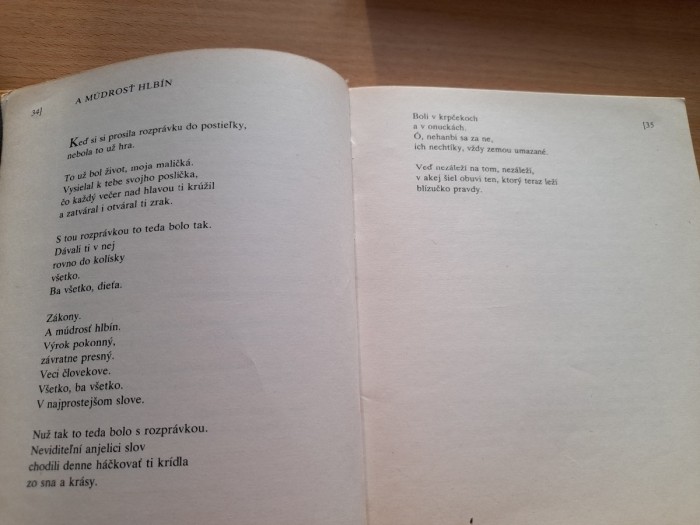 34]
A MÚDROSŤ HLBÍN
Keď si si prosila rozprávku do postieľky,
nebola to už hra.
To už bol život, moja maličká.
Vysielal k tebe svojho poslíčka,
čo každý večer nad hlavou ti krúžil
a zatváral i otváral ti zrak.
S tou rozprávkou to teda bolo tak.
Dávali ti v nej
rovno do kolísky
všetko.
Ba všetko, dieťa.
Zákony.
A múdrosť hlbín.
Výrok pokonný,
závratne presný.
Veci človekove.
Všetko, ba všetko.
V najprostejšom slove.
Nuž tak to teda bolo s rozprávkou.
Neviditeľní anjelici slov
chodili denne háčkovať ti krídla
zo sna a krásy.
[35
Boli v krpčekoch
a v onuckách.
Ó, nehanbi sa za ne,
ich nechtíky, vždy zemou umazané.
Veď nezáleží na tom, nezáleží,
v akej šiel obuvi ten, ktorý teraz leží
blízučko pravdy.